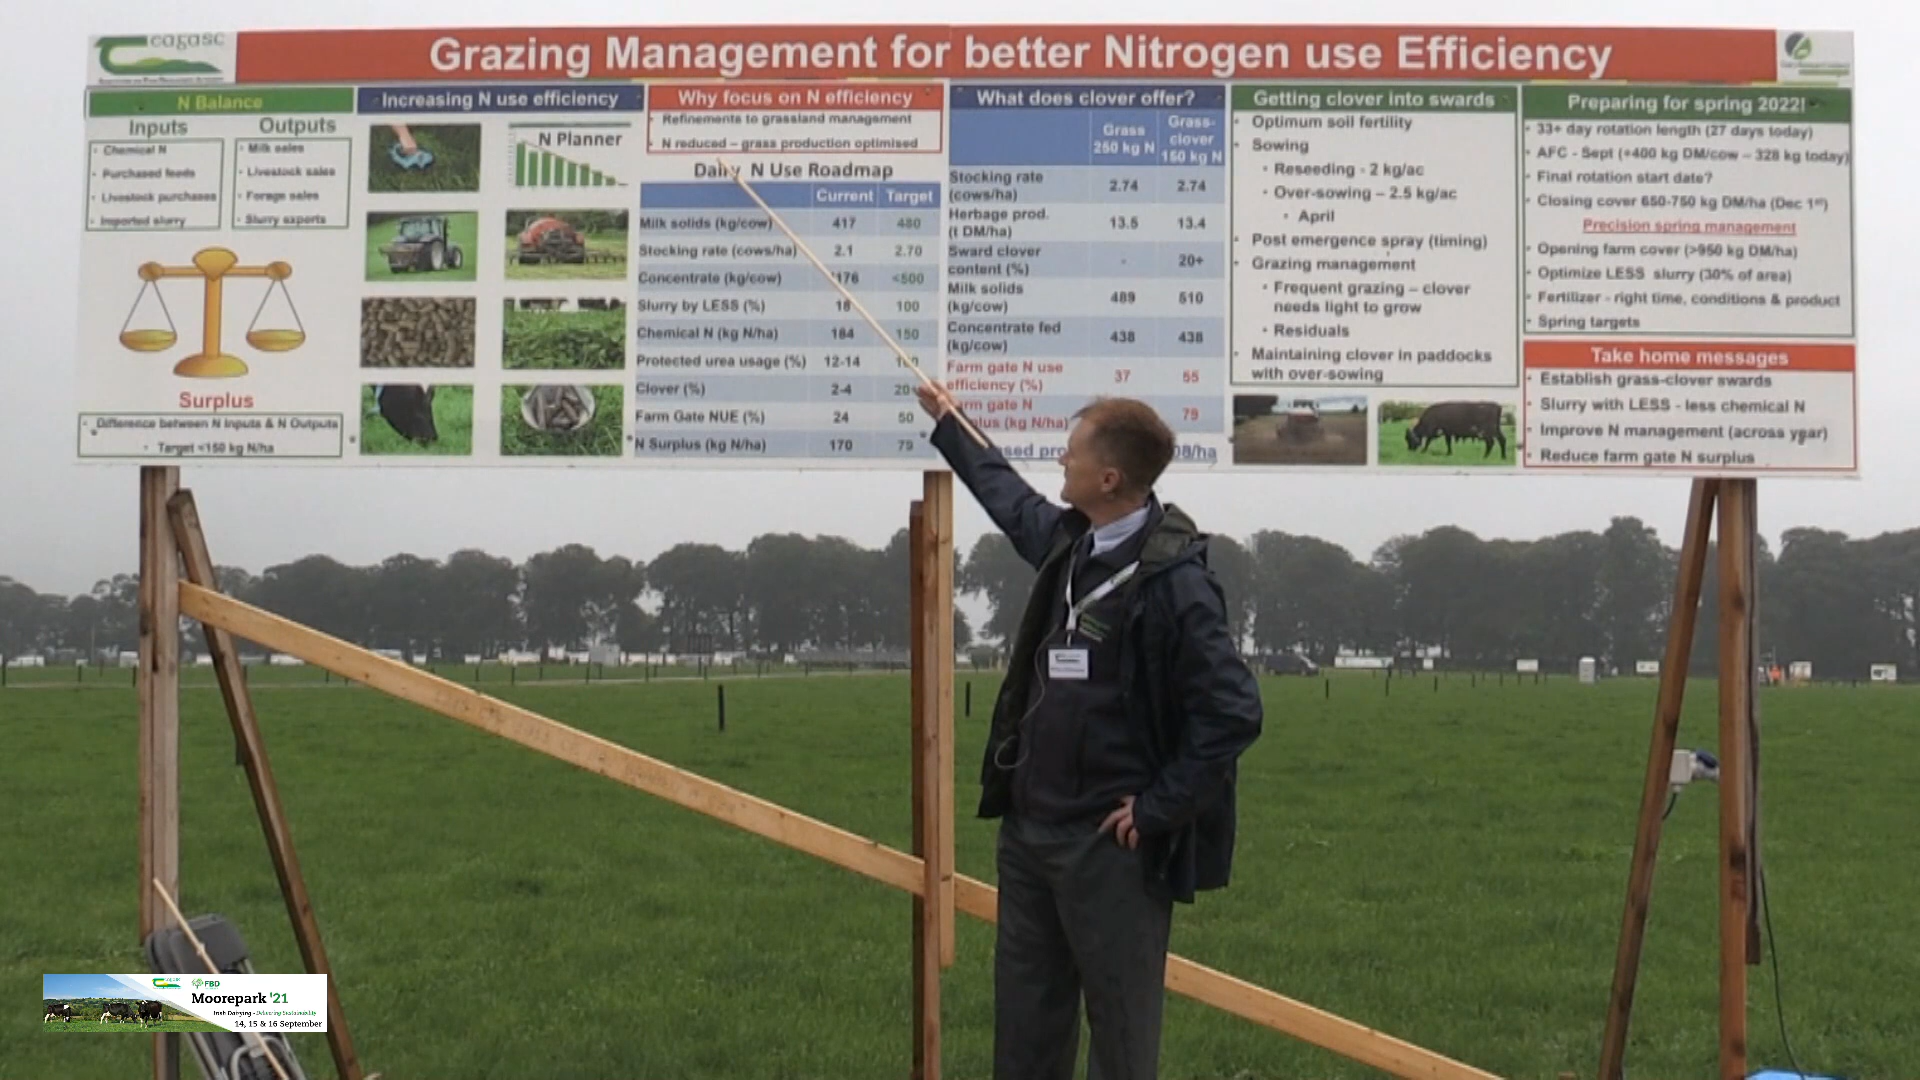 Teagasc
Grazing Management for better Nitrogen use Efficiency
N Balance
Inputs
Chemical N
Purchased feeds
Livestock purchases
Imported slurry
Outputs
Milk sales
Livestock sales
Forage sales
Slurry exports
Surplus
Difference between N Inputs & N Outputs
Target <150 kg N/ha
Increasing N use efficiency
N Planner
Why focus on N efficiency
Refinements to grassland management
N reduced – grass production optimised
Dairy N Use Roadmap
Current Target
Milk solids (kg/cow) 417 480
Stocking rate (cows/ha) 2.1 2.70
Concentrate (kg/cow) <500
Slurry by LESS (%) 100
Chemical N (kg N/ha) 184 150
Protected urea usage (%) 12-14
Clover (%) 2-4 20+
Farm Gate NUE (%) 24 50
N Surplus (kg N/ha) 170 79
What does clover offer?
Grass 250 kg N
Grass-clover 150 kg N
Stocking rate (cows/ha) 2.74 2.74
Herbage prod. (t DM/ha) 13.5 13.4
Sward clover content (%) - 20+
Milk solids (kg/cow) 489 510
Concentrate fed (kg/cow) 438 438
Farm gate N use efficiency (%) 37 55
gate N
(kg N/ha) 79
Getting clover into swards
Optimum soil fertility
Sowing
Reseeding - 2 kg/ac
Over-sowing – 2.5 kg/ac
April
Post emergence spray (timing)
Grazing management
Frequent grazing – clover
needs light to grow
Residuals
Maintaining clover in paddocks
with over-sowing
Preparing for spring 2022!
33+ day rotation length (27 days today)
AFC - Sept (+400 kg DM/cow – 328 kg today)
Final rotation start date?
Closing cover 650-750 kg DM/ha (Dec 1st)
Precision spring management
Opening farm cover (>950 kg DM/ha)
Optimize LESS slurry (30% of area)
Fertilizer - right time, conditions & product
Spring targets
Take home messages
Establish grass-clover swards
Slurry with LESS - less chemical N
Improve N management (across year)
Reduce farm gate N surplus
FBD
Moorepark '21
Irish Dairying - Delivering Sustainability
14, 15 & 16 September